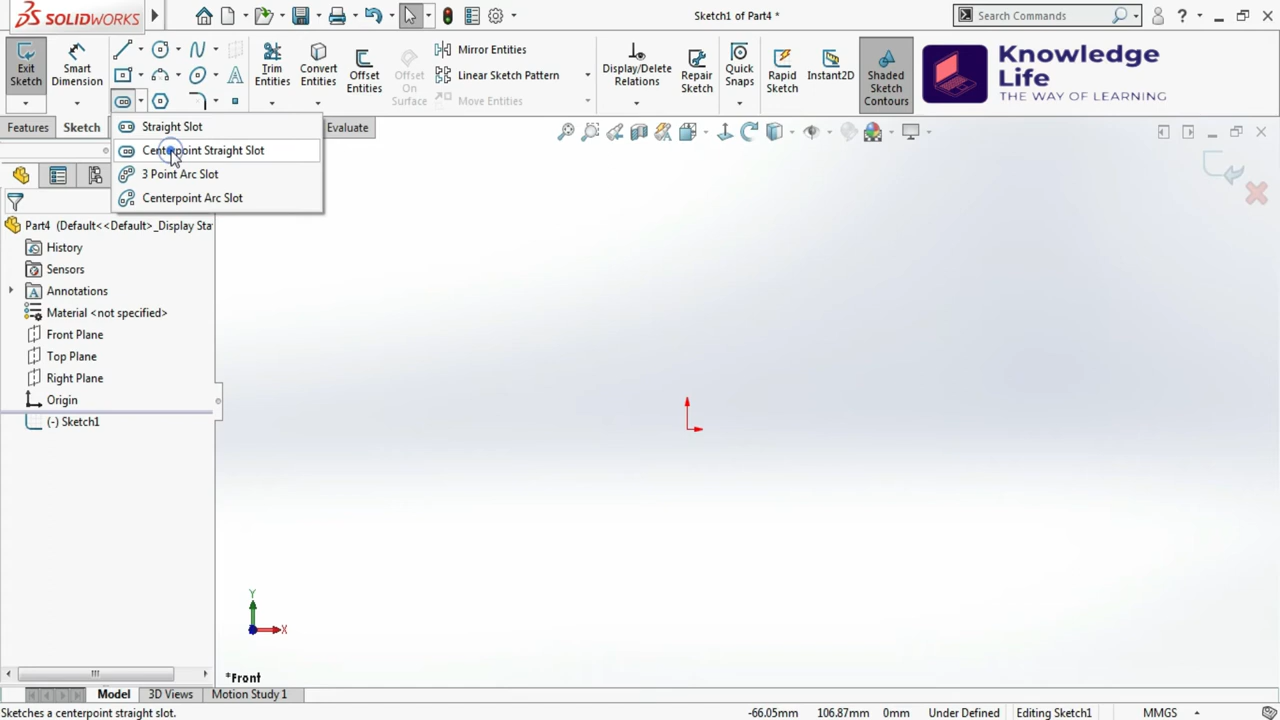 SOLIDWORKS
Sketch1 of Part4 *
Search Commands
Exit Sketch
Smart Dimension
Trim Entities
Convert Entities
Offset Entities
Offset On Surface
Mirror Entities
Linear Sketch Pattern
Move Entities
Display/Delete Relations
Repair Sketch
Quick Snaps
Rapid Sketch
Instant2D
Shaded Sketch Contours
Knowledge
Life
THE WAY OF LEARNING
Features
Sketch
Evaluate
Straight Slot
Centerpoint Straight Slot
3 Point Arc Slot
Centerpoint Arc Slot
Part4 (Default<<Default>_Display Sta
History
Sensors
Annotations
Material <not specified>
Front Plane
Top Plane
Right Plane
Origin
(-) Sketch1
Y
X
*Front
Model
3D Views
Motion Study 1
Sketches a centerpoint straight slot.
-66.05mm 106.87mm 0mm Under Defined Editing Sketch1 MMGS